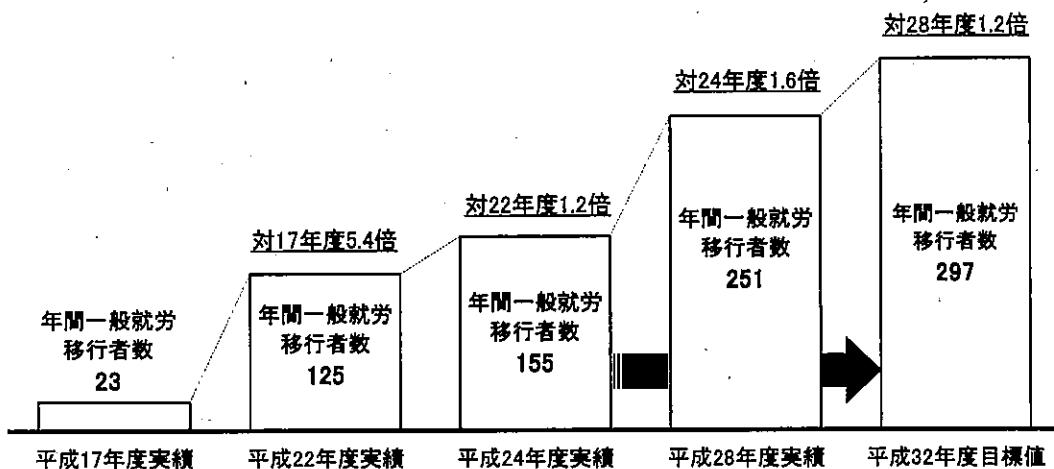 対28年度1.2倍
対24年度1.6倍
対22年度1.2倍
対17年度5.4倍
年間一般就労
移行者数
23
年間一般就労
移行者数
125
年間一般就労
移行者数
155
年間一般就労
移行者数
251
年間一般就労
移行者数
297
平成17年度実績
平成22年度実績
平成24年度実績
平成28年度実績
平成32年度目標値